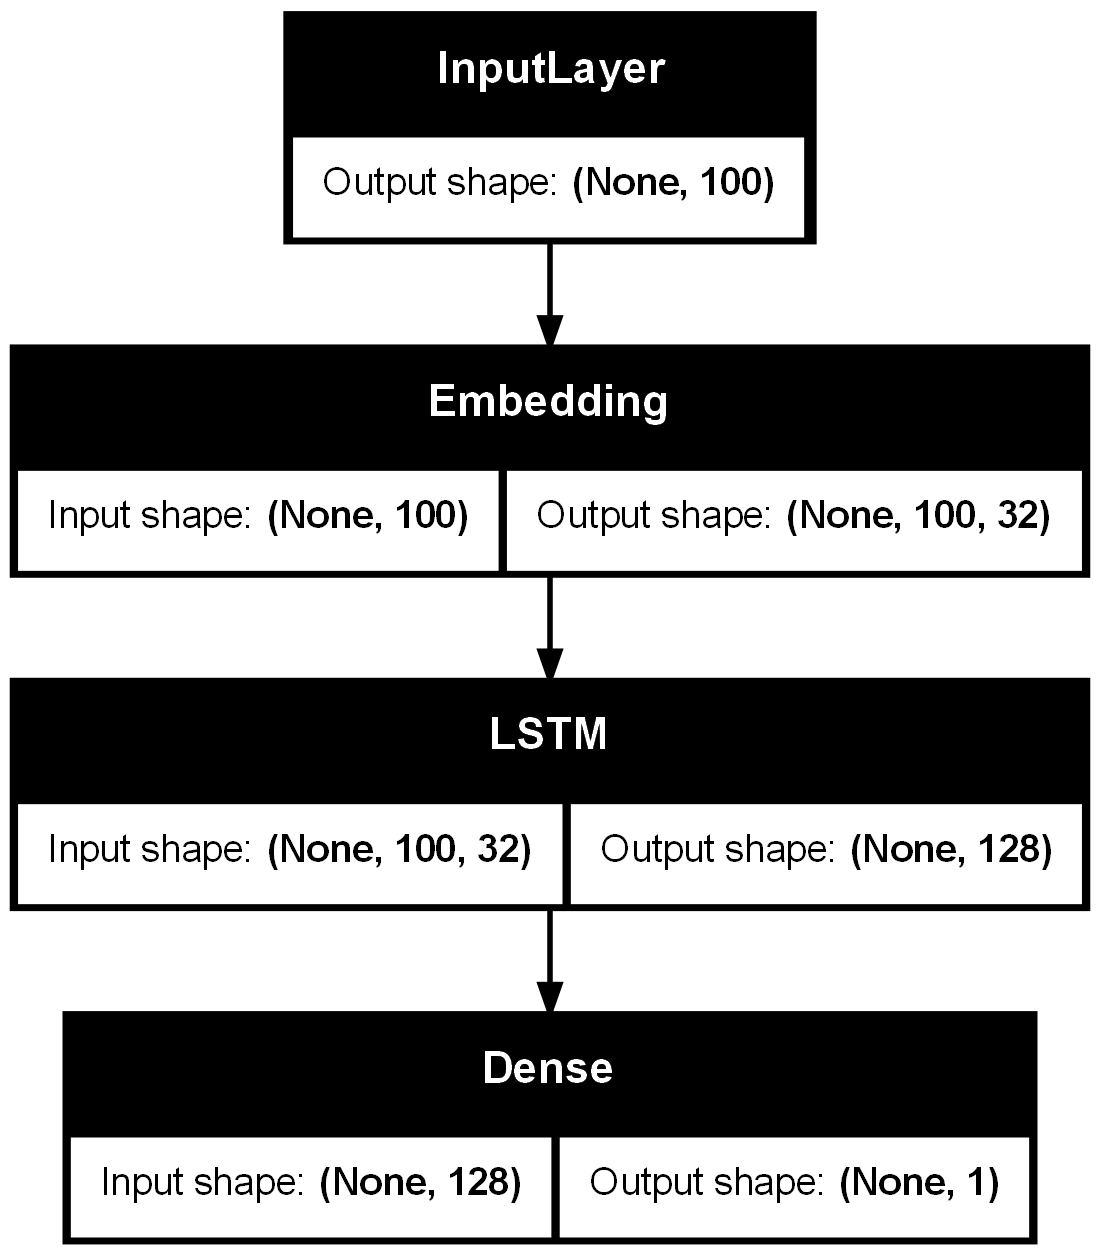 InputLayer
Output shape: (None, 100)
Embedding
Input shape: (None, 100) Output shape: (None, 100, 32)
LSTM
Input shape: (None, 100, 32) Output shape: (None, 128)
Dense
Input shape: (None, 128) Output shape: (None, 1)